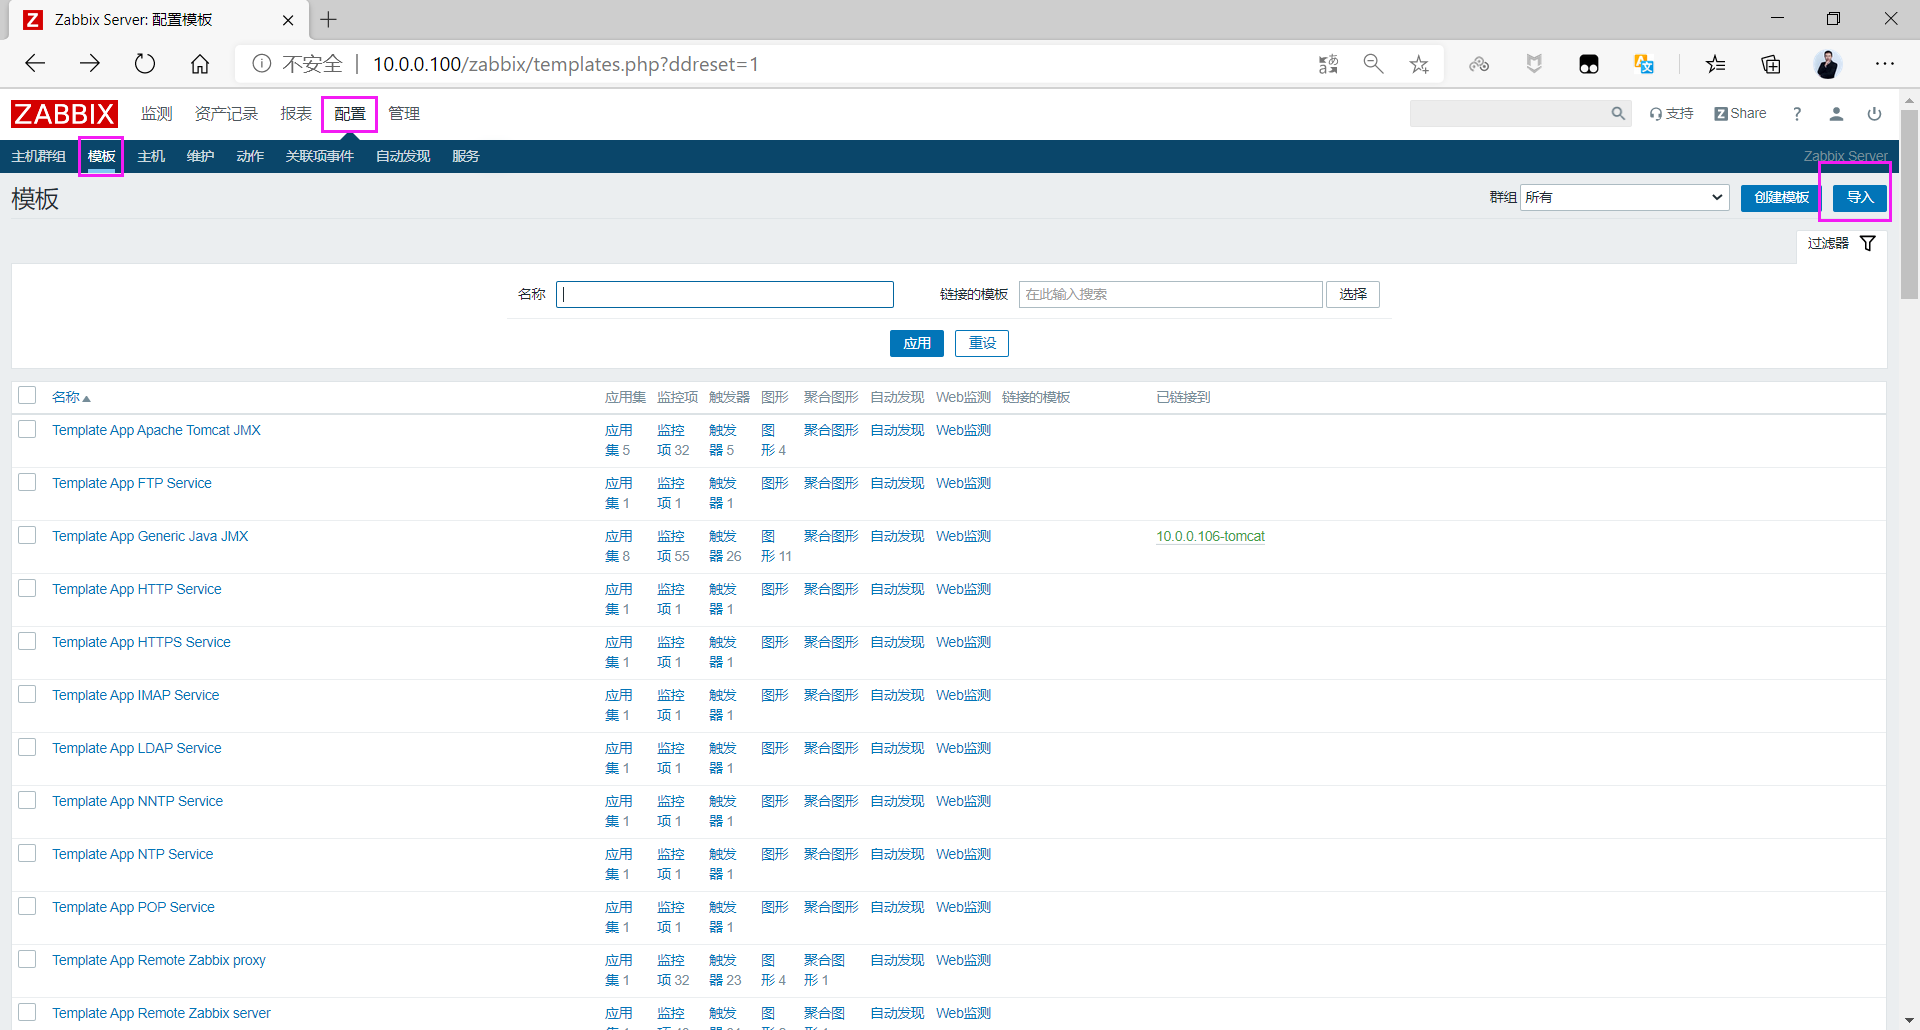 Zabbix Server: 配置模板
不安全 | 10.0.0.100/zabbix/templates.php?ddreset=1
ZABBIX 监测 资产记录 报表 配置 管理 支持 Z Share ?
主机群组 模板 主机 维护 动作 关联项事件 自动发现 服务 Zabbix Server
模板 群组 所有 创建模板 导入
过滤器
名称 链接的模板 在此输入搜索 选择
应用 重设
名称 应用集 监控项 触发器 图形 聚合图形 自动发现 Web监测 链接的模板 已链接到
Template App Apache Tomcat JMX 应用 监控 触发 图 聚合图形 自动发现 Web监测
集 5 项 32 器 5 形 4
Template App FTP Service 应用 监控 触发 图形 聚合图形 自动发现 Web监测
集 1 项 1 器 1
Template App Generic Java JMX 应用 监控 触发 图 聚合图形 自动发现 Web监测 10.0.0.106-tomcat
集 8 项 55 器 26 形 11
Template App HTTP Service 应用 监控 触发 图形 聚合图形 自动发现 Web监测
集 1 项 1 器 1
Template App HTTPS Service 应用 监控 触发 图形 聚合图形 自动发现 Web监测
集 1 项 1 器 1
Template App IMAP Service 应用 监控 触发 图形 聚合图形 自动发现 Web监测
集 1 项 1 器 1
Template App LDAP Service 应用 监控 触发 图形 聚合图形 自动发现 Web监测
集 1 项 1 器 1
Template App NNTP Service 应用 监控 触发 图形 聚合图形 自动发现 Web监测
集 1 项 1 器 1
Template App NTP Service 应用 监控 触发 图形 聚合图形 自动发现 Web监测
集 1 项 1 器 1
Template App POP Service 应用 监控 触发 图形 聚合图形 自动发现 Web监测
集 1 项 1 器 1
Template App Remote Zabbix proxy 应用 监控 触发 图 聚合图 自动发现 Web监测
集 1 项 32 器 23 形 4 形 1
Template App Remote Zabbix server 应用 监控 触发 图 聚合图 自动发现 Web监测